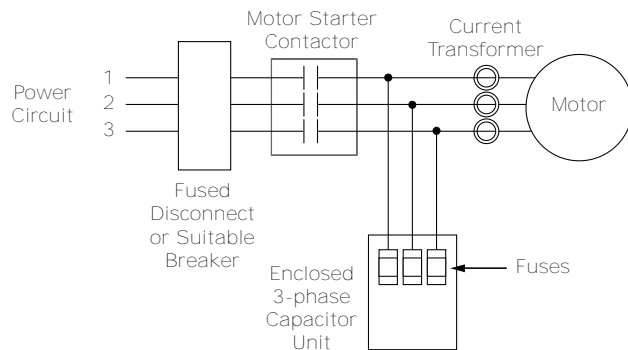 Motor Starter
Contactor
Current
Transformer
Power
Circuit
1
2
3
Motor
Fused
Disconnect
or Suitable
Breaker
Enclosed
3-phase
Capacitor
Unit
Fuses